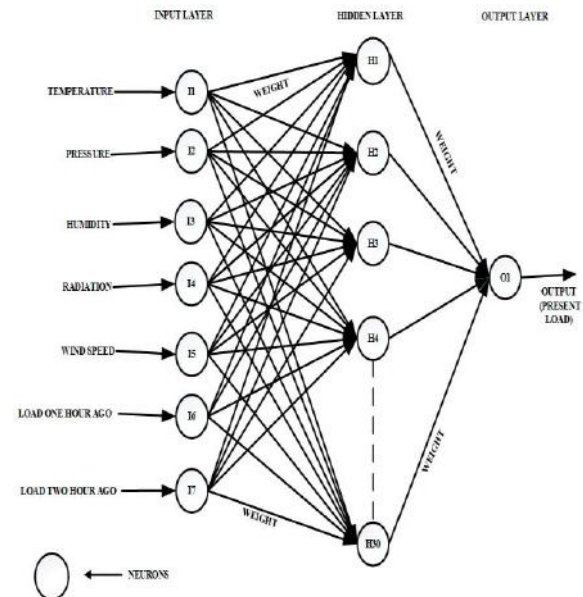 INPUT LAYER
HIDDEN LAYER
OUTPUT LAYER
TEMPERATURE
I1
WEIGHT
H1
PRESSURE
I2
H2
WEIGHT
HUMIDITY
I3
H3
RADIATION
I4
O1
OUTPUT
(PRESENT
LOAD)
WIND SPEED
I5
H4
LOAD ONE HOUR AGO
I6
LOAD TWO HOUR AGO
I7
WEIGHT
WEIGHT
H30
NEURONS